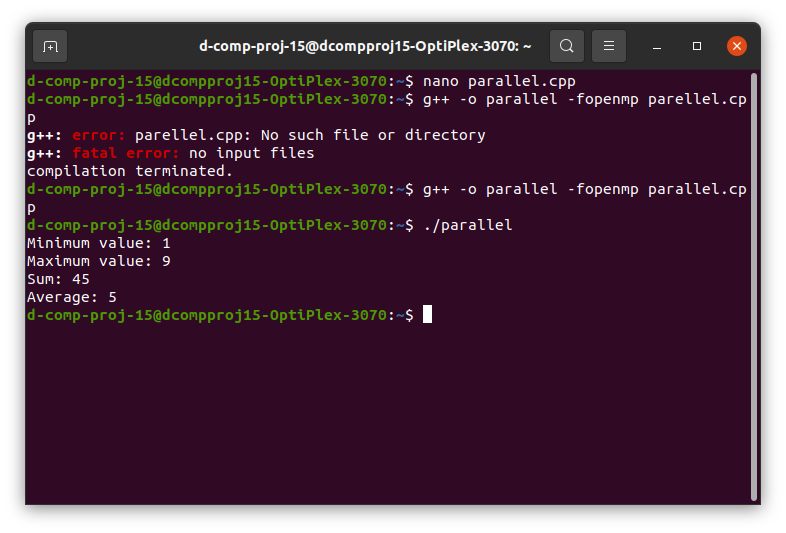 d-comp-proj-15@dcompproj15-OptiPlex-3070: ~
d-comp-proj-15@dcompproj15-OptiPlex-3070:~$ nano parallel.cpp
d-comp-proj-15@dcompproj15-OptiPlex-3070:~$ g++ -o parallel -fopenmp parellel.cp
p
g++: error: parellel.cpp: No such file or directory
g++: fatal error: no input files
compilation terminated.
d-comp-proj-15@dcompproj15-OptiPlex-3070:~$ g++ -o parallel -fopenmp parallel.cp
p
d-comp-proj-15@dcompproj15-OptiPlex-3070:~$ ./parallel
Minimum value: 1
Maximum value: 9
Sum: 45
Average: 5
d-comp-proj-15@dcompproj15-OptiPlex-3070:~$